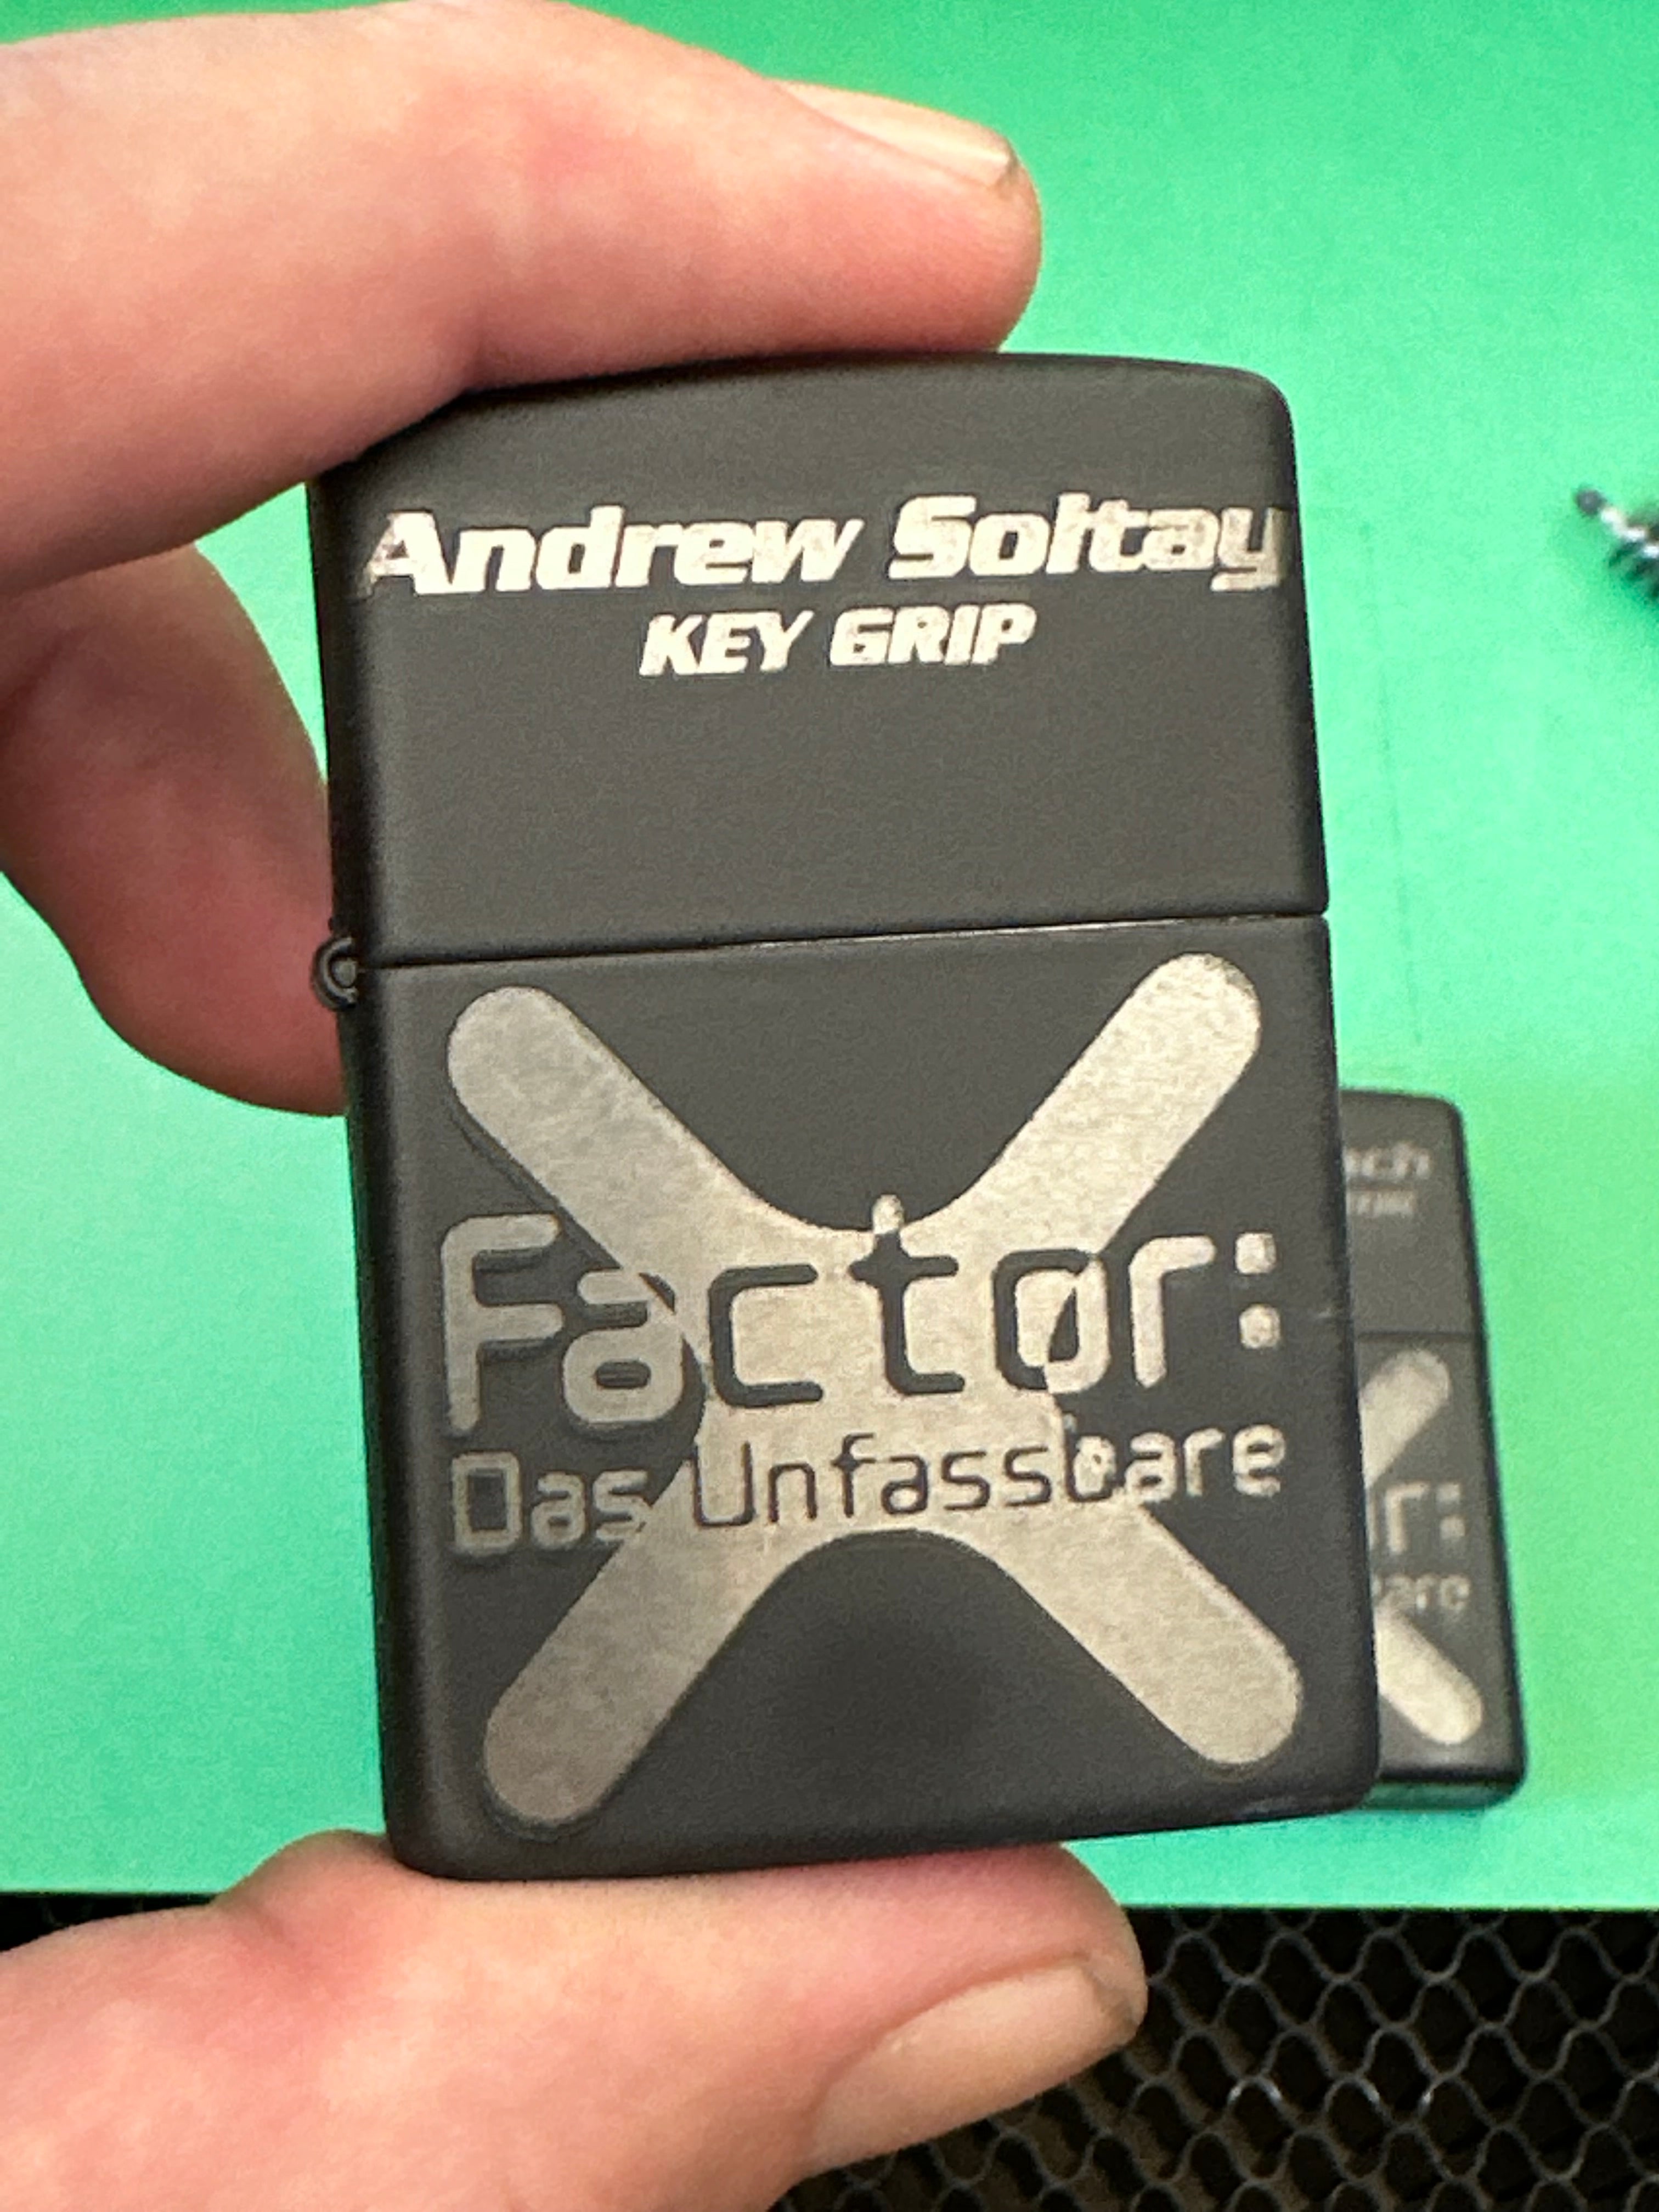 Andrew Soltay
KEY GRIP
Factor:
Das Unfassbare